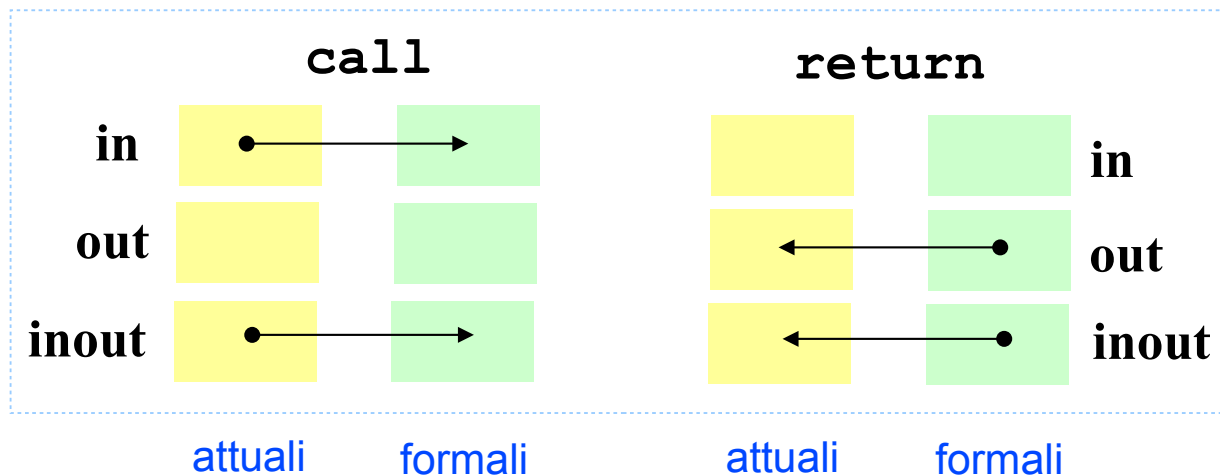 call
return
in
in
out
out
inout
inout
attuali
formali
attuali
formali